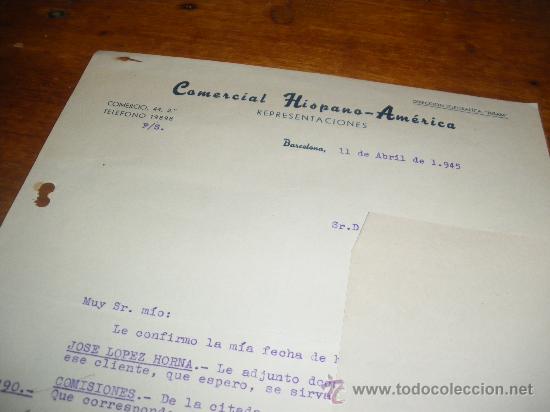 Comercial Hispano-América
REPRESENTACIONES
COMERCIO, 44, 2.º
TELEFONO 19898
P/S.
Barcelona, 11 de Abril de 1.945
Sr.D
Muy Sr. mío:
Le confirmo la mía fecha de
JOSE LOPEZ HORNA.- Le adjunto
ese cliente, que espero, se sirva
90.- COMISIONES.- De la citada
que
www.todocoleccion.net